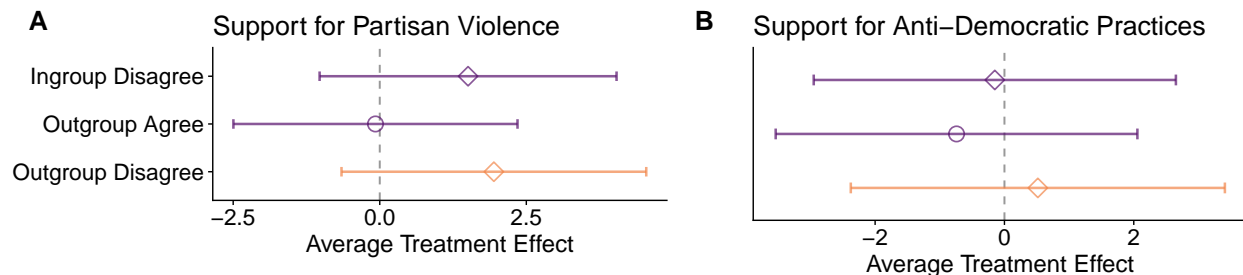 A Support for Partisan Violence
Ingroup Disagree
Outgroup Agree
Outgroup Disagree
−2.5 0.0 2.5
Average Treatment Effect
B Support for Anti−Democratic Practices
−2 0 2
Average Treatment Effect